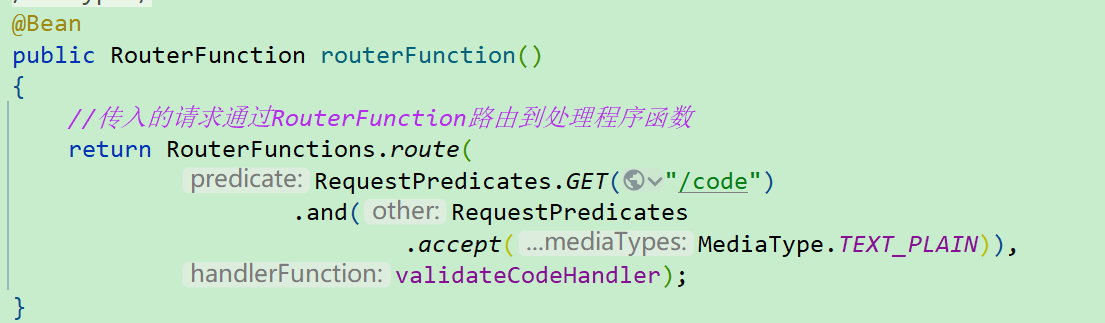 @Bean
public RouterFunction routerFunction()
{
//传入的请求通过RouterFunction路由到处理程序函数
return RouterFunctions.route(
predicate: RequestPredicates.GET("/code")
.and( other: RequestPredicates
.accept( ...mediaTypes: MediaType.TEXT_PLAIN)),
handlerFunction: validateCodeHandler);
}